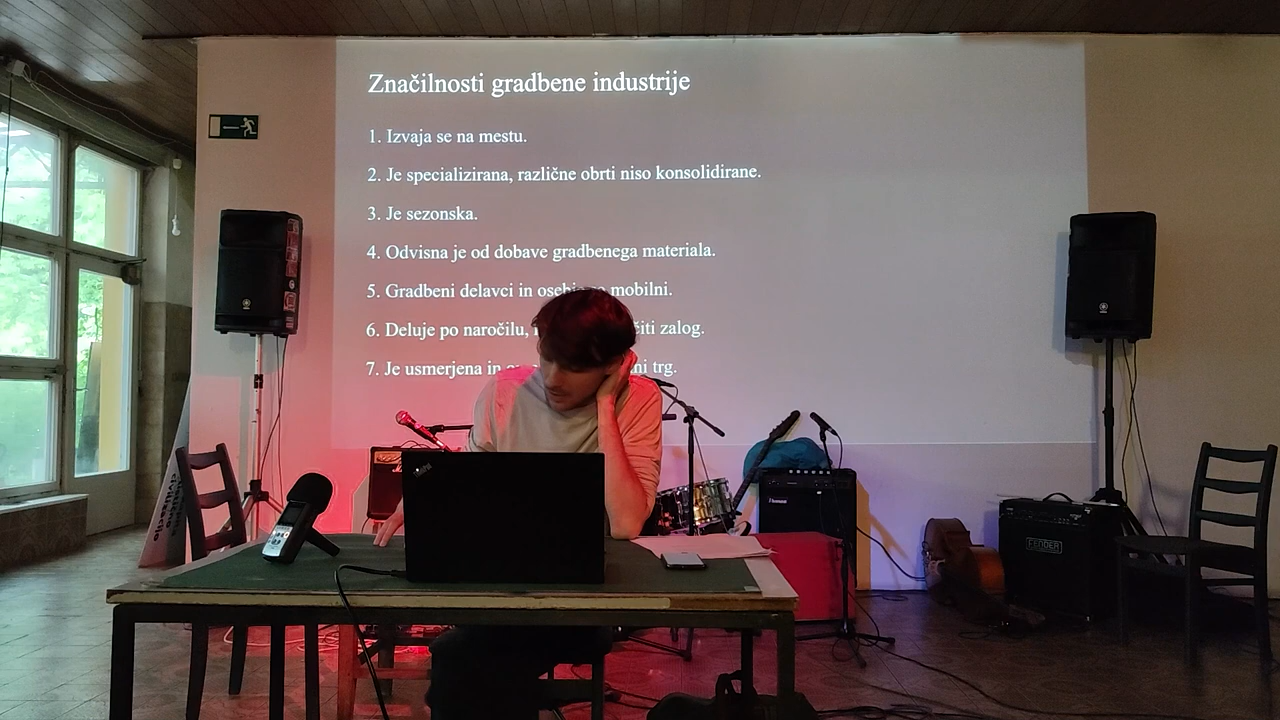 Značilnosti gradbene industrije
1. Izvaja se na mestu.
2. Je specializirana, različne obrti niso konsolidirane.
3. Je sezonska.
4. Odvisna je od dobave gradbenega materiala.
5. Gradbeni delavci in mobilni.
6. Deluje po naročilu, zalog.
7. Je usmerjena in trg.
FENDER